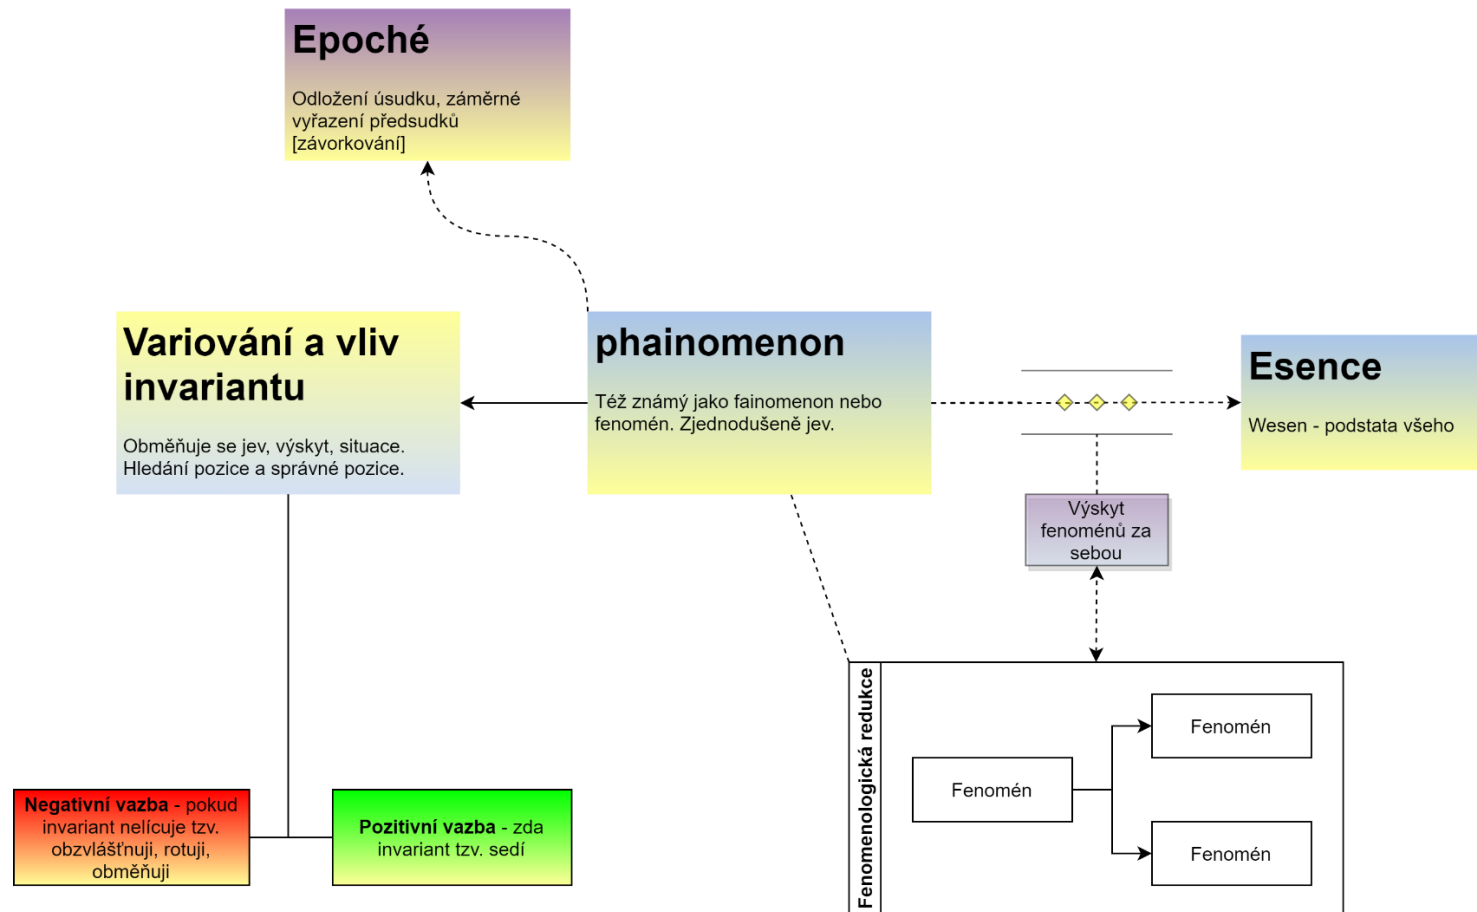 Epoché
Odložení úsudku, záměrné
vyřazení předsudků
[závorkování]
Variování a vliv
invariantu
Obměňuje se jev, výskyt, situace.
Hledání pozice a správné pozice.
phainomenon
Též známý jako fainomenon nebo
fenomén. Zjednodušeně jev.
Esence
Wesen - podstata všeho
Výskyt
fenoménů za
sebou
Negativní vazba - pokud
invariant nelícuje tzv.
obzvlášťnuji, rotuji,
obměňuji
Pozitivní vazba - zda
invariant tzv. sedí
Fenomenologická redukce
Fenomén
Fenomén
Fenomén